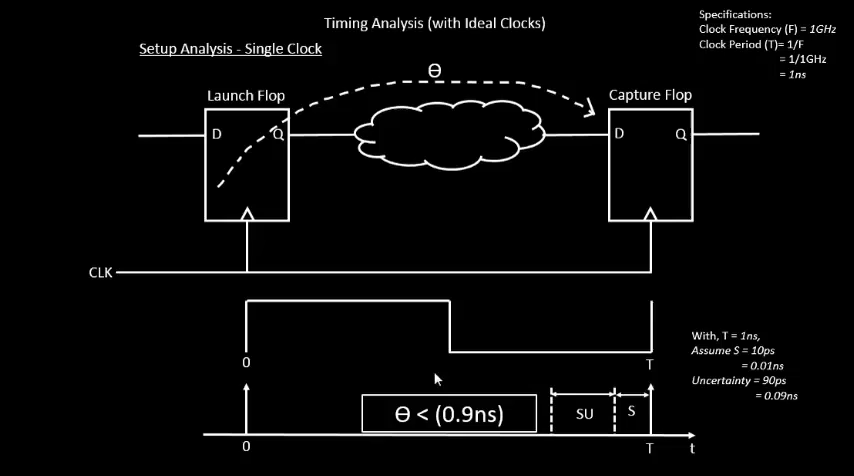 Timing Analysis (with Ideal Clocks)
Specifications:
Clock Frequency (F) = 1GHz
Clock Period (T)= 1/F
= 1/1GHz
= 1ns
Setup Analysis - Single Clock
ϴ
Launch Flop
Capture Flop
D
Q
D
Q
CLK
0
T
With, T = 1ns,
Assume S = 10ps
= 0.01ns
Uncertainty = 90ps
= 0.09ns
ϴ < (0.9ns)
SU
S
0
T
t